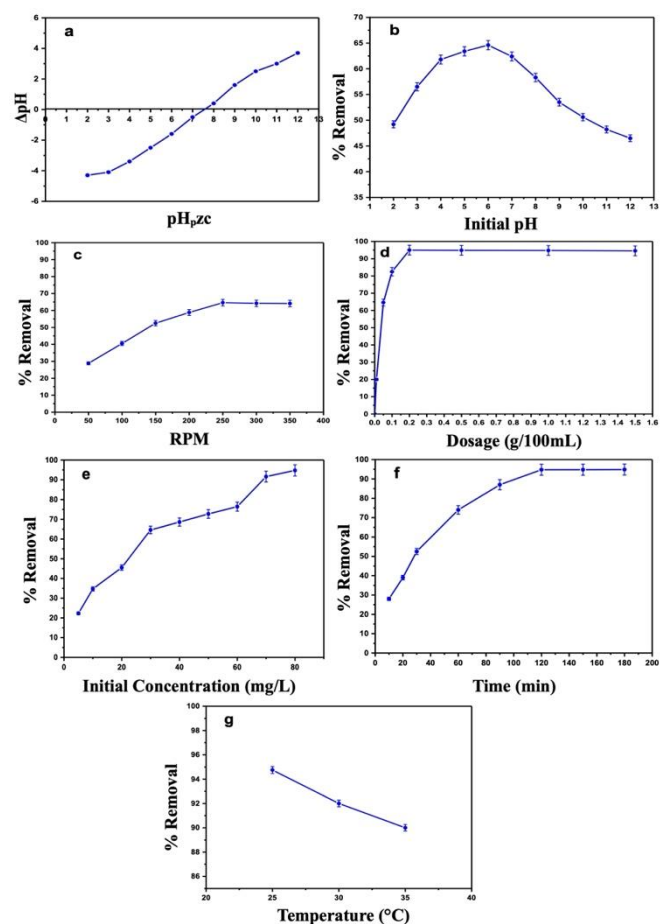 a
ΔpH
6
4
2
0
-2
-4
-6
0 1 2 3 4 5 6 7 8 9 10 11 12 13
pHpzc
b
% Removal
75
70
65
60
55
50
45
40
35
1 2 3 4 5 6 7 8 9 10 11 12 13
Initial pH
c
% Removal
100
90
80
70
60
50
40
30
20
10
0
0 50 100 150 200 250 300 350 400
RPM
d
% Removal
100
90
80
70
60
50
40
30
20
10
0
0.0 0.1 0.2 0.3 0.4 0.5 0.6 0.7 0.8 0.9 1.0 1.1 1.2 1.3 1.4 1.5 1.6
Dosage (g/100mL)
e
% Removal
100
90
80
70
60
50
40
30
20
10
0
0 20 40 60 80 100
Initial Concentration (mg/L)
f
% Removal
100
90
80
70
60
50
40
30
20
10
0
0 20 40 60 80 100 120 140 160 180 200
Time (min)
g
% Removal
100
98
96
94
92
90
88
86
20 25 30 35 40
Temperature (°C)